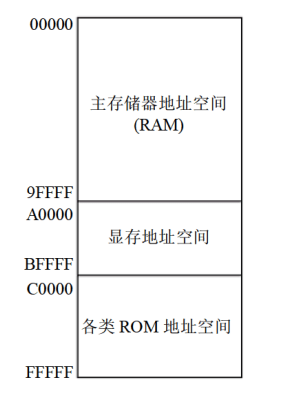 00000
主存储器地址空间
(RAM)
9FFFF
A0000
显存地址空间
BFFFF
C0000
各类 ROM 地址空间
FFFFF